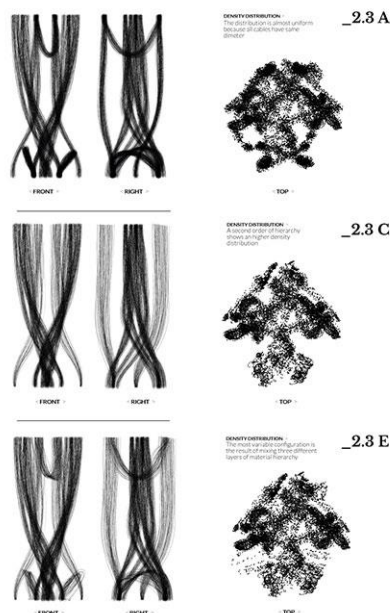 DENSITY DISTRIBUTION
The distribution is almost uniform
because all cables have same
dimeter
_2.3 A
FRONT
RIGHT
TOP
DENSITY DISTRIBUTION
A second order of hierarchy
shows an higher density
distribution
_2.3 C
FRONT
RIGHT
TOP
DENSITY DISTRIBUTION
The most variable configuration is
the result of mixing three different
layers of material hierarchy
_2.3 E
FRONT
RIGHT
TOP